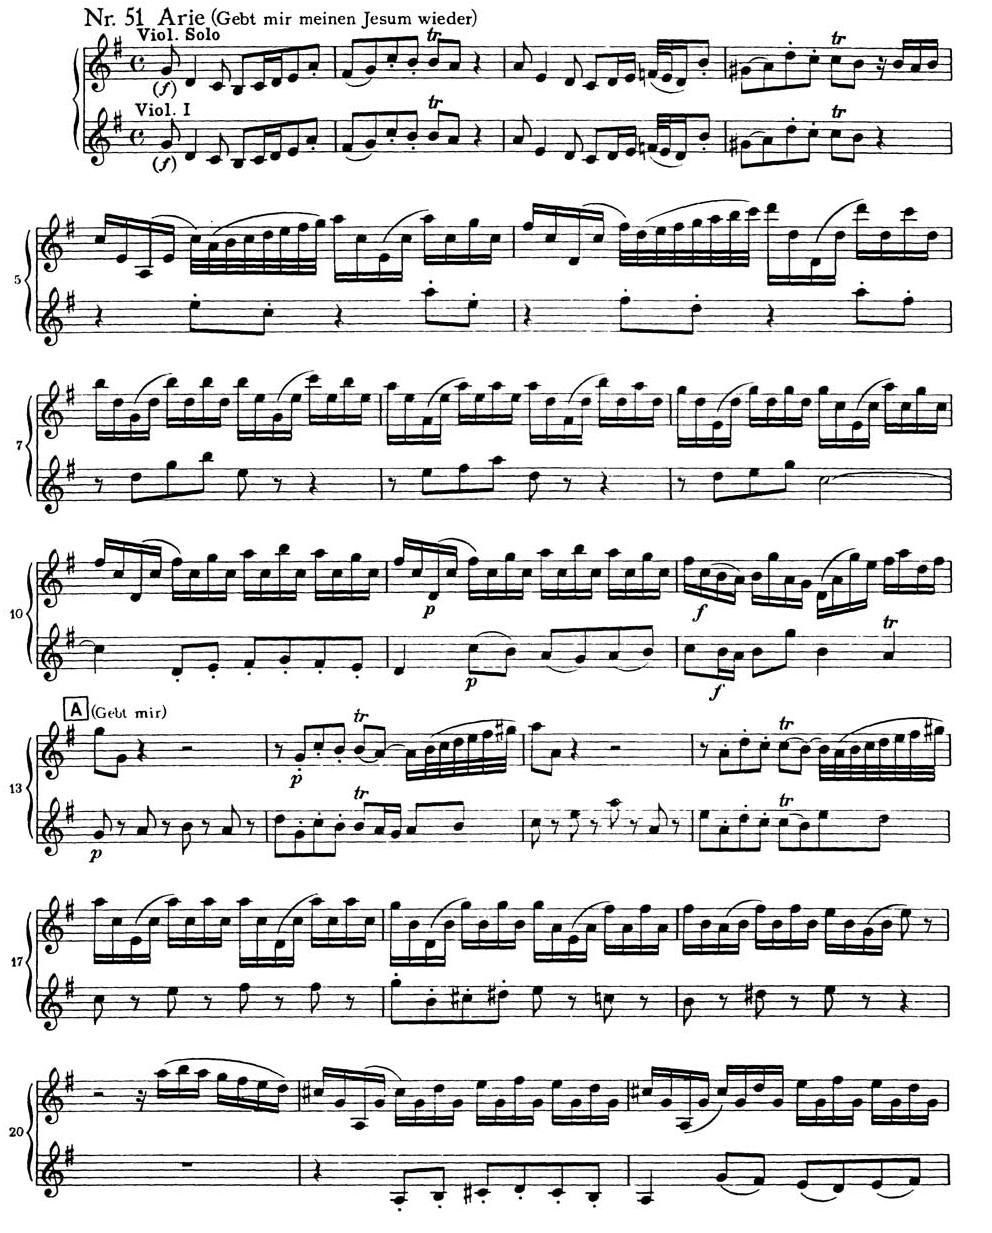 Nr. 51 Arie (Gebt mir meinen Jesum wieder)
Viol. Solo
tr
tr
(f)
Viol. I
tr
tr
(f)
5
7
10
p
f
tr
p
f
A (Gebt mir)
tr
tr
p
13
tr
tr
p
17
20